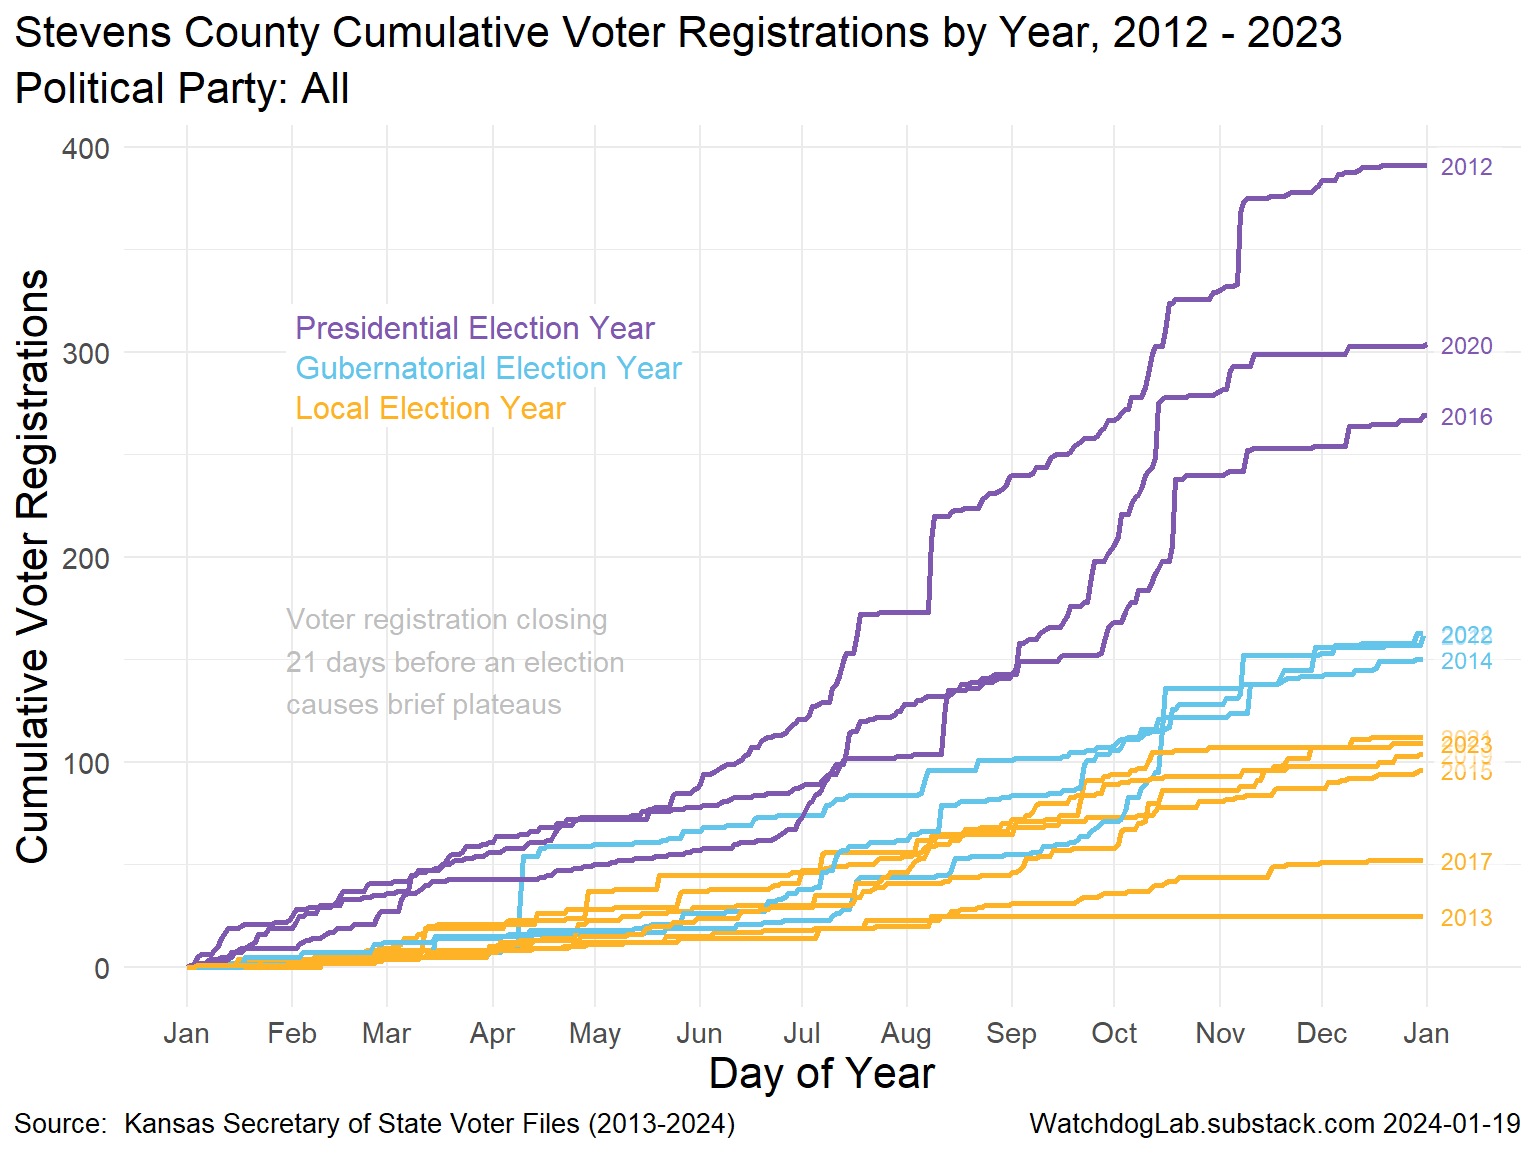 Stevens County Cumulative Voter Registrations by Year, 2012 - 2023
Political Party: All
Cumulative Voter Registrations
400
300
200
100
0
Presidential Election Year
Gubernatorial Election Year
Local Election Year
Voter registration closing
21 days before an election
causes brief plateaus
2012
2020
2016
2022
2014
2023
2015
2017
2013
Jan Feb Mar Apr May Jun Jul Aug Sep Oct Nov Dec Jan
Day of Year
Source:  Kansas Secretary of State Voter Files (2013-2024)
WatchdogLab.substack.com 2024-01-19